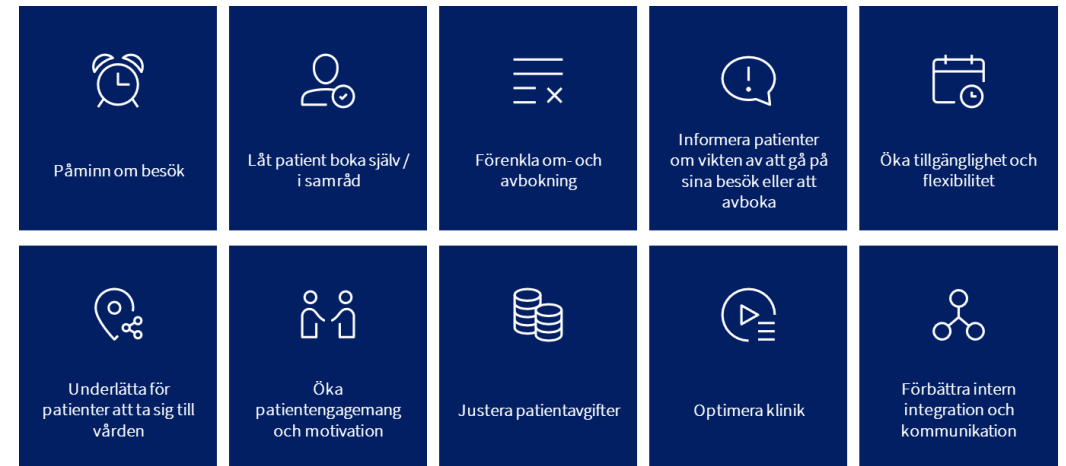 Påminn om besök
Låt patient boka själv /
i samråd
Förenkla om- och
avbokning
Informera patienter
om vikten av att gå på
sina besök eller att
avboka
Öka tillgänglighet och
flexibilitet
Underlätta för
patienter att ta sig till
vården
Öka
patientengagemang
och motivation
Justera patientavgifter
Optimera klinik
Förbättra intern
integration och
kommunikation